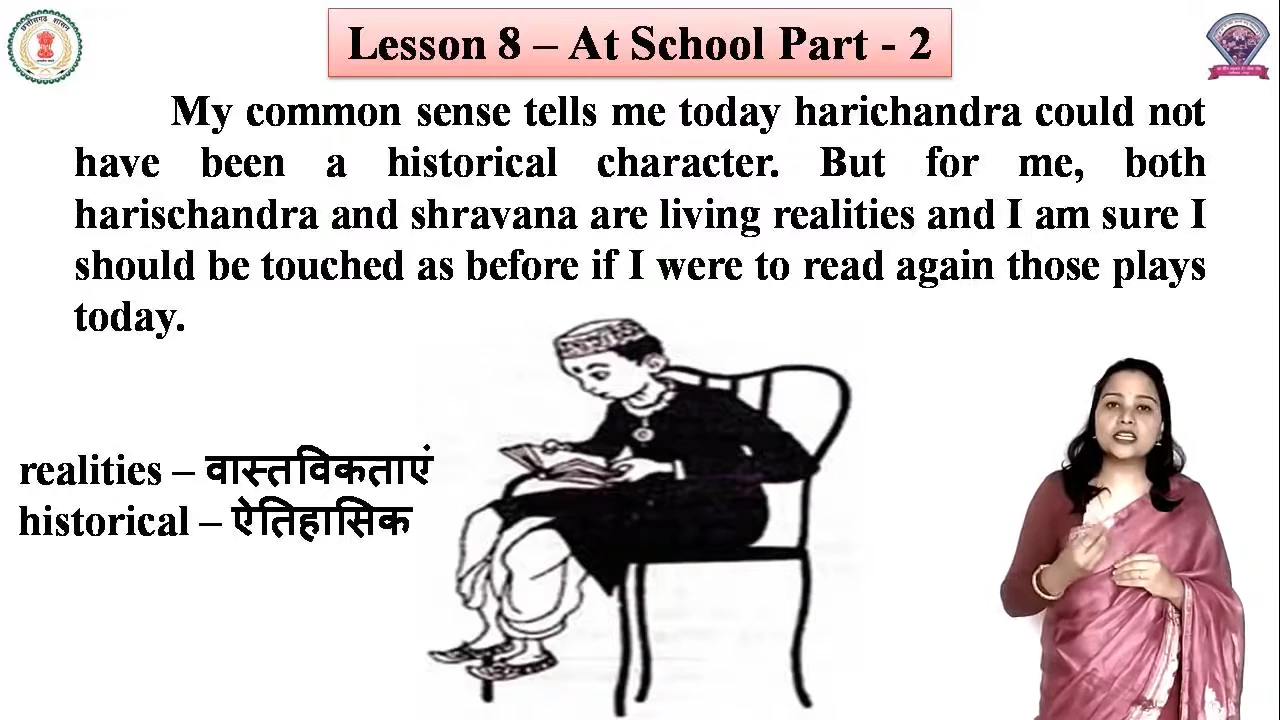 Lesson 8 – At School Part - 2
My common sense tells me today harichandra could not
have been a historical character. But for me, both
harischandra and shravana are living realities and I am sure I
should be touched as before if I were to read again those plays
today.
realities – वास्तविकताएं
historical – ऐतिहासिक